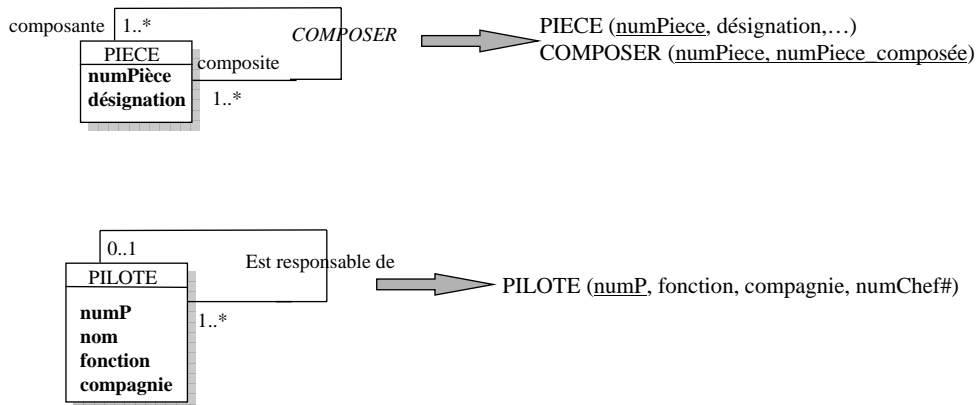 composante 1..*
COMPOSER
PIECE
composite
numPièce
désignation
1..*
PIECE (numPiece, désignation,…)
COMPOSER (numPiece, numPiece_composée)
0..1
Est responsable de
PILOTE
1..*
numP
nom
fonction
compagnie
PILOTE (numP, fonction, compagnie, numChef#)